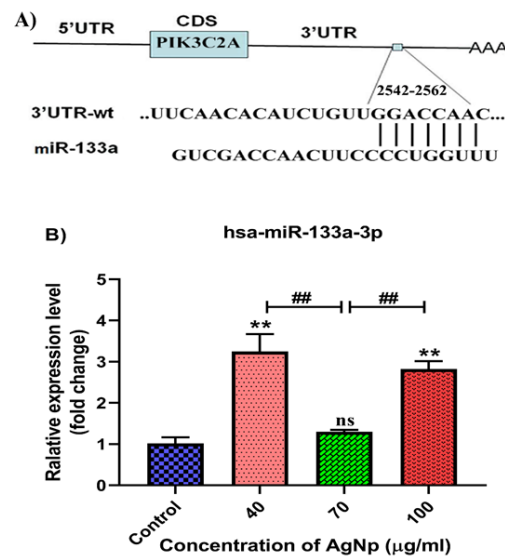 A)
5'UTR CDS 3'UTR
PIK3C2A
AAA
2542-2562
3'UTR-wt ..UUCAACACAUCUGUUGGACCAAC...
miR-133a GUCGACCAACUUCCCCUGGUUU
B) hsa-miR-133a-3p
Ralative expression level
(fold change)
5
4
3
2
1
0
## ##
** ns **
Control 40 70 100
Concentration of AgNp (µg/ml)